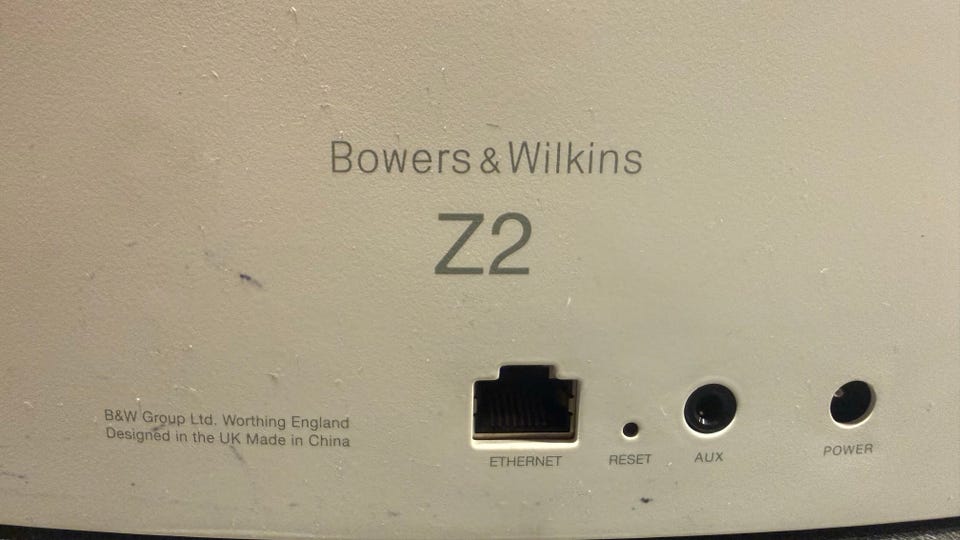 Bowers & Wilkins
Z2
B&W Group Ltd. Worthing England
Designed in the UK Made in China
ETHERNET
RESET
AUX
POWER